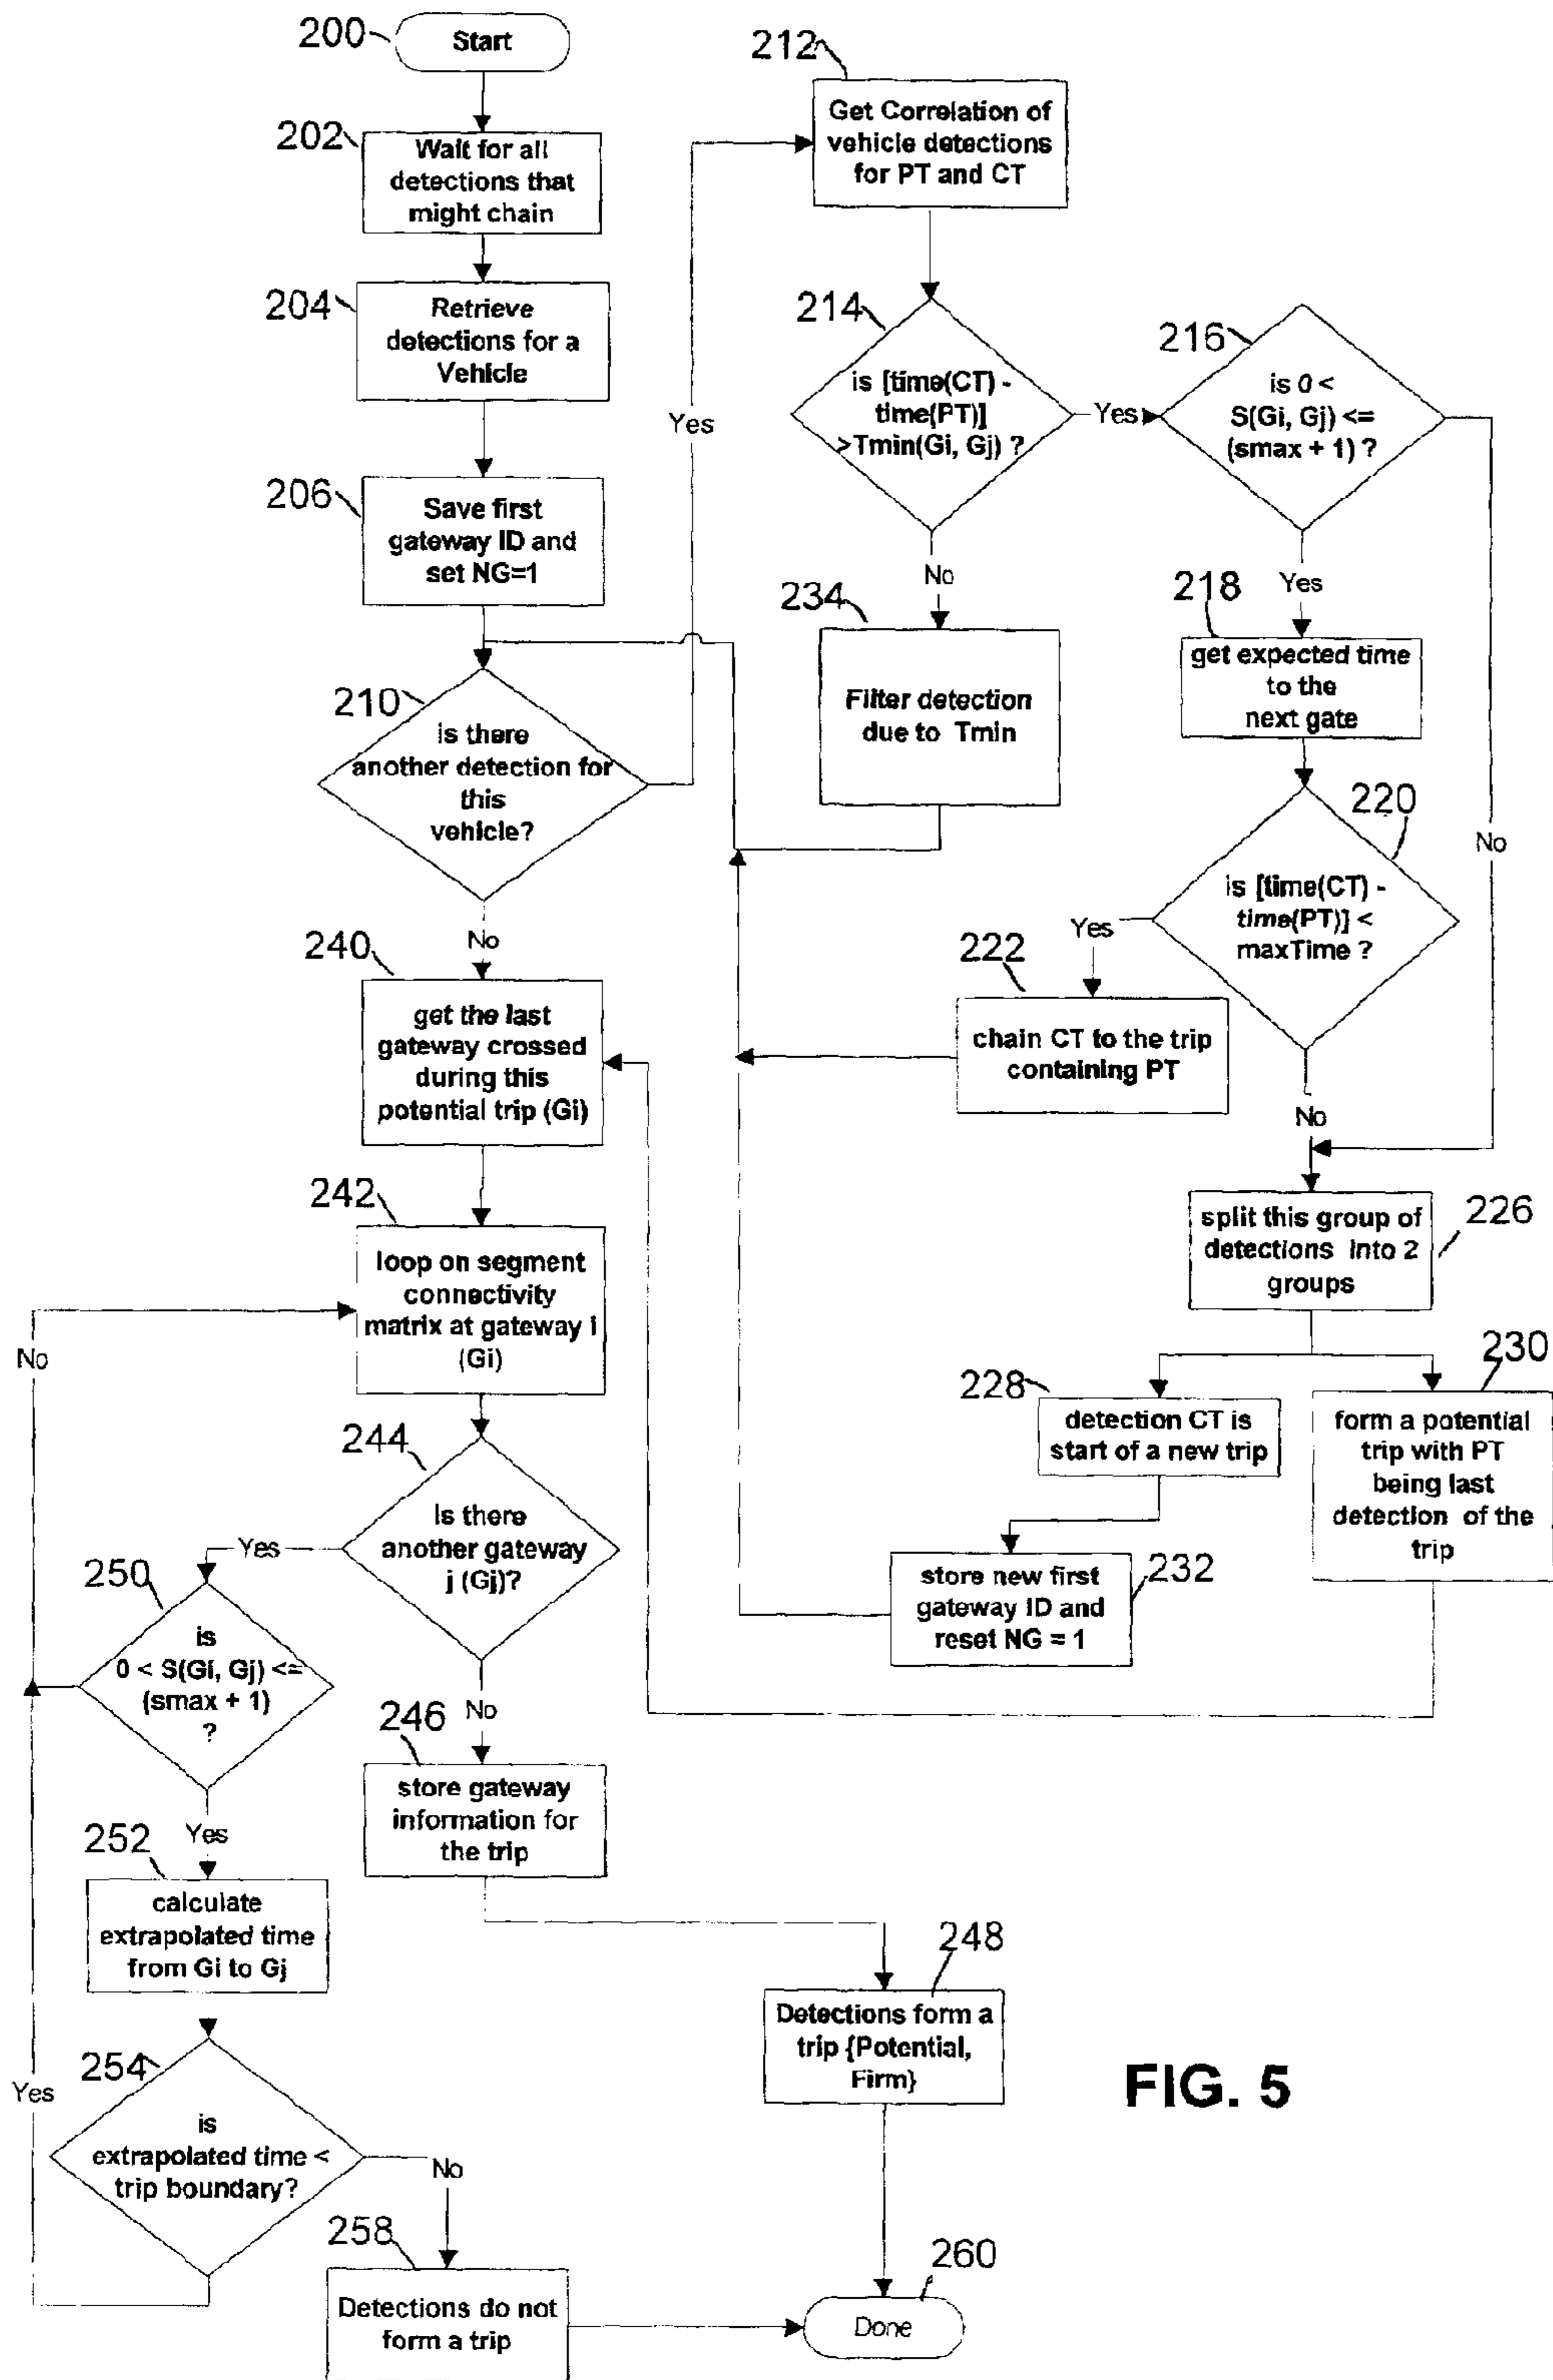 200
Start
202
Wait for all
detections that
might chain
204
Retrieve
detections for a
Vehicle
206
Save first
gateway ID and
set NG=1
210
is there
another detection for
this
vehicle?
Yes
No
212
Get Correlation of
vehicle detections
for PT and CT
214
is [time(CT) -
time(PT)]
>Tmin(Gi, Gj) ?
Yes
No
216
is 0 <
S(Gi, Gj) <=
(smax + 1) ?
Yes
No
218
get expected time
to the
next gate
220
is [time(CT) -
time(PT)] <
maxTime ?
Yes
No
222
chain CT to the trip
containing PT
234
Filter detection
due to Tmin
226
split this group of
detections into 2
groups
228
detection CT is
start of a new trip
230
form a potential
trip with PT
being last
detection of the
trip
232
store new first
gateway ID and
reset NG = 1
240
get the last
gateway crossed
during this
potential trip (Gi)
242
loop on segment
connectivity
matrix at gateway i
(Gi)
244
Is there
another gateway
j (Gj)?
Yes
No
250
is
0 < S(Gi, Gj) <=
(smax + 1)
?
No
Yes
246
store gateway
information for
the trip
252
calculate
extrapolated time
from Gi to Gj
248
Detections form a
trip {Potential,
Firm}
254
is
extrapolated time <
trip boundary?
Yes
No
258
Detections do not
form a trip
260
Done
FIG. 5